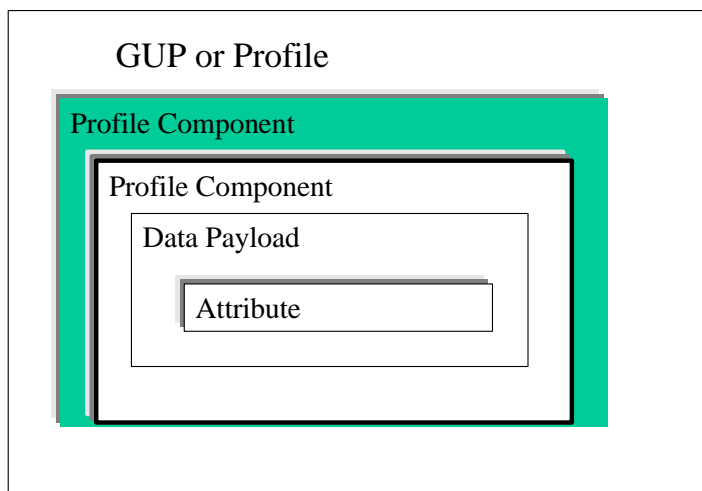 GUP or Profile
Profile Component
Profile Component
Data Payload
Attribute